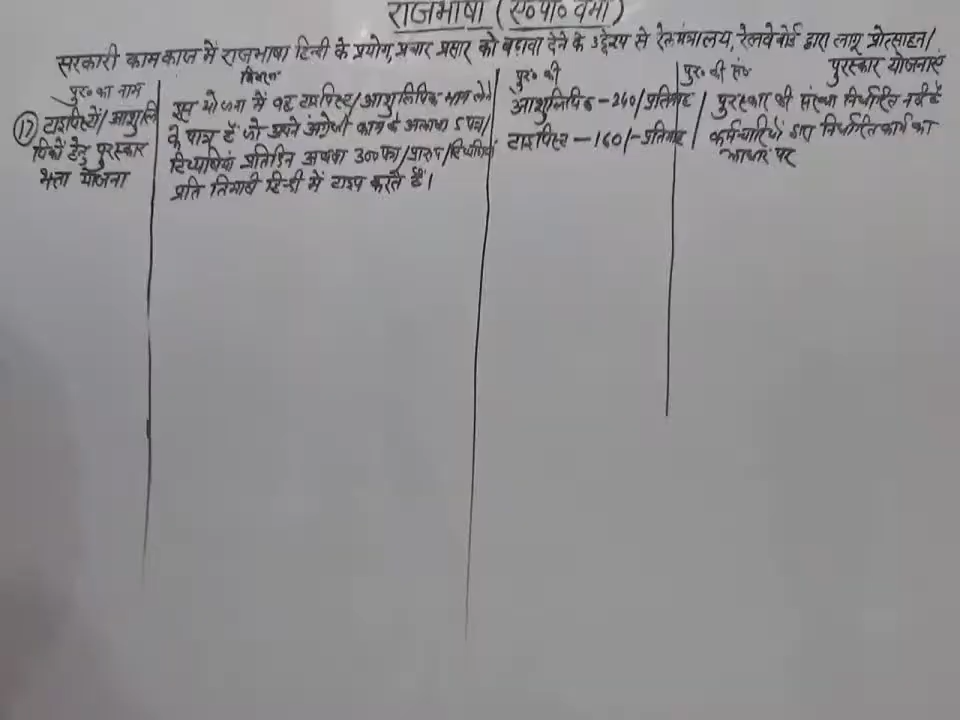 राजभाषा (ए०पी० वर्मा)
सरकारी कामकाज में राजभाषा हिन्दी के प्रयोग, प्रचार प्रसार को बढ़ावा देने के उद्देश्य से रेलमंत्रालय, रेलवे बोर्ड द्वारा लागू प्रोत्साहन/
पुरस्कार योजनाएं
पुर० का नाम
विवरण
पुर० की
पुर० की सं०
(17) टाइपिस्टों/आशुलि
पिकों हेतु पुरस्कार
भत्ता योजना
इस योजना में वह टाइपिस्ट/आशुलिपिक भाग लेने
के पात्र हैं जो अपने अंग्रेजी काम के अलावा 5 पत्र/
टिप्पणियां प्रतिदिन अथवा 300 पत्र/प्रारूप/टिप्पणियां
प्रति तिमाही हिन्दी में टाइप करते हैं।
आशुलिपिक - 240/ प्रतिमाह
टाइपिस्ट - 160/- प्रतिमाह
पुरस्कार की संख्या निर्धारित नहीं है
कर्मचारियों द्वारा निर्धारित कार्य का
आधार पर